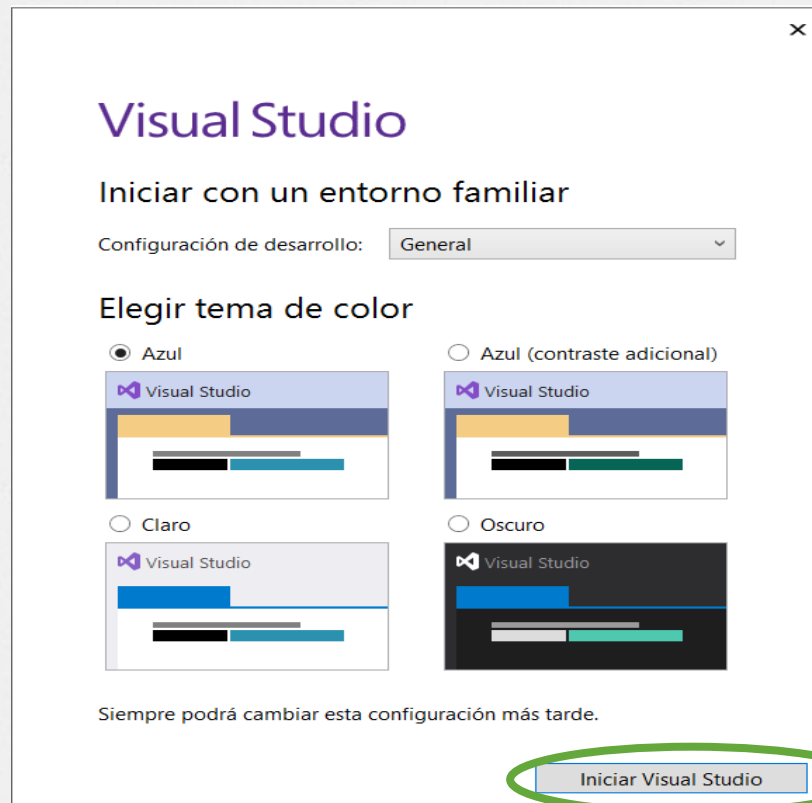 Visual Studio
Iniciar con un entorno familiar
Configuración de desarrollo: General
Elegir tema de color
Azul Azul (contraste adicional)
Visual Studio Visual Studio
Claro Oscuro
Visual Studio Visual Studio
Siempre podrá cambiar esta configuración más tarde.
Iniciar Visual Studio